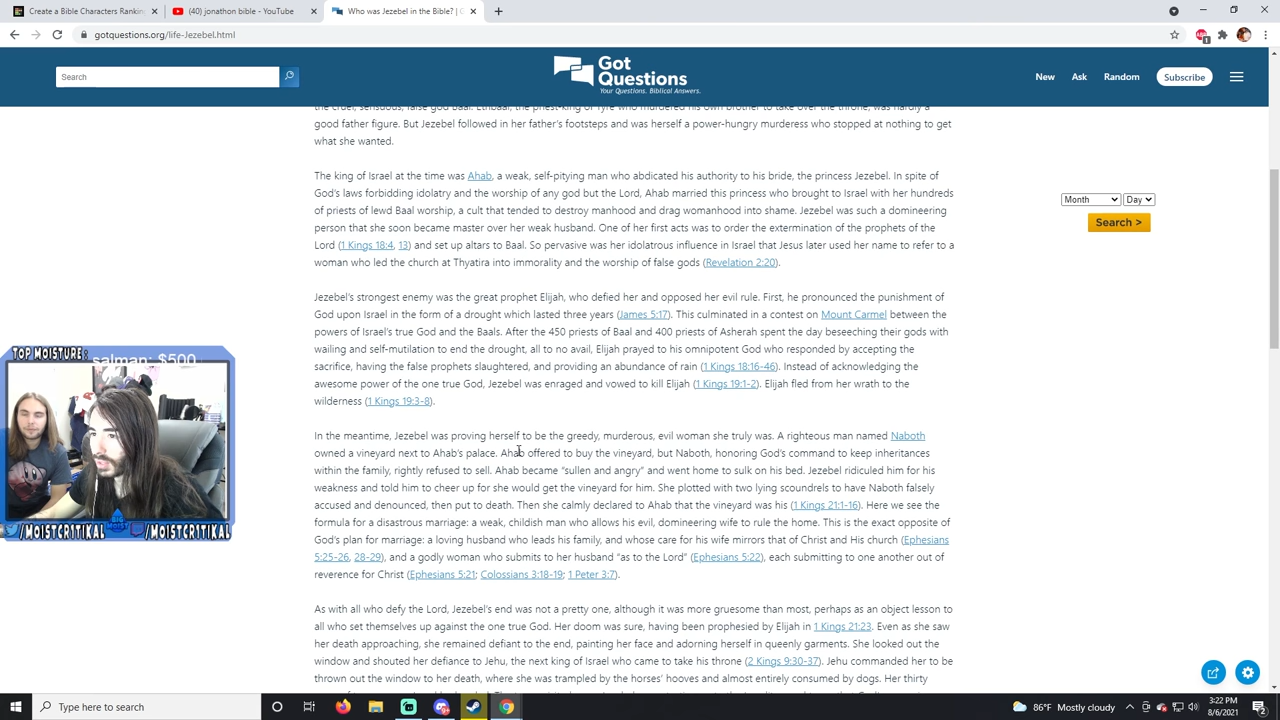 Create a Bible Characters Ranking
(40) jonathon bible - YouTube
Who was Jezebel in the Bible? | G
gotquestions.org/life-Jezebel.html
Search
Got
Questions
Your Questions. Biblical Answers.
New Ask Random Subscribe
the cruel, sensuous, false god Baal. Ethbaal, the priest-king of Tyre who murdered his own brother to take over the throne, was hardly a
good father figure. But Jezebel followed in her father's footsteps and was herself a power-hungry murderess who stopped at nothing to get
what she wanted.
The king of Israel at the time was Ahab, a weak, self-pitying man who abdicated his authority to his bride, the princess Jezebel. In spite of
God's laws forbidding idolatry and the worship of any god but the Lord, Ahab married this princess who brought to Israel with her hundreds
of priests of lewd Baal worship, a cult that tended to destroy manhood and drag womanhood into shame. Jezebel was such a domineering
person that she soon became master over her weak husband. One of her first acts was to order the extermination of the prophets of the
Lord (1 Kings 18:4, 13) and set up altars to Baal. So pervasive was her idolatrous influence in Israel that Jesus later used her name to refer to a
woman who led the church at Thyatira into immorality and the worship of false gods (Revelation 2:20).
Month Day
Search >
Jezebel's strongest enemy was the great prophet Elijah, who defied her and opposed her evil rule. First, he pronounced the punishment of
God upon Israel in the form of a drought which lasted three years (James 5:17). This culminated in a contest on Mount Carmel between the
powers of Israel's true God and the Baals. After the 450 priests of Baal and 400 priests of Asherah spent the day beseeching their gods with
wailing and self-mutilation to end the drought, all to no avail, Elijah prayed to his omnipotent God who responded by accepting the
sacrifice, having the false prophets slaughtered, and providing an abundance of rain (1 Kings 18:16-46). Instead of acknowledging the
awesome power of the one true God, Jezebel was enraged and vowed to kill Elijah (1 Kings 19:1-2). Elijah fled from her wrath to the
wilderness (1 Kings 19:3-8).
TOP MOISTURE:
salman: $500
In the meantime, Jezebel was proving herself to be the greedy, murderous, evil woman she truly was. A righteous man named Naboth
owned a vineyard next to Ahab's palace. Ahab offered to buy the vineyard, but Naboth, honoring God's command to keep inheritances
within the family, rightly refused to sell. Ahab became "sullen and angry" and went home to sulk on his bed. Jezebel ridiculed him for his
weakness and told him to cheer up for she would get the vineyard for him. She plotted with two lying scoundrels to have Naboth falsely
accused and denounced, then put to death. Then she calmly declared to Ahab that the vineyard was his (1 Kings 21:1-16). Here we see the
formula for a disastrous marriage: a weak, childish man who allows his evil, domineering wife to rule the home. This is the exact opposite of
God's plan for marriage: a loving husband who leads his family, and whose care for his wife mirrors that of Christ and His church (Ephesians
5:25-26, 28-29), and a godly woman who submits to her husband "as to the Lord" (Ephesians 5:22), each submitting to one another out of
reverence for Christ (Ephesians 5:21; Colossians 3:18-19; 1 Peter 3:7).
/MOISTCRITIKAL
BIG MOIST
/MOISTCRITIKAL
As with all who defy the Lord, Jezebel's end was not a pretty one, although it was more gruesome than most, perhaps as an object lesson to
all who set themselves up against the one true God. Her doom was sure, having been prophesied by Elijah in 1 Kings 21:23. Even as she saw
her death approaching, she remained defiant to the end, painting her face and adorning herself in queenly garments. She looked out the
window and shouted her defiance to Jehu, the next king of Israel who came to take his throne (2 Kings 9:30-37). Jehu commanded her to be
thrown out the window to her death, where she was trampled by the horses' hooves and almost entirely consumed by dogs. Her thirty
Type here to search
86°F Mostly cloudy
3:22 PM
8/6/2021